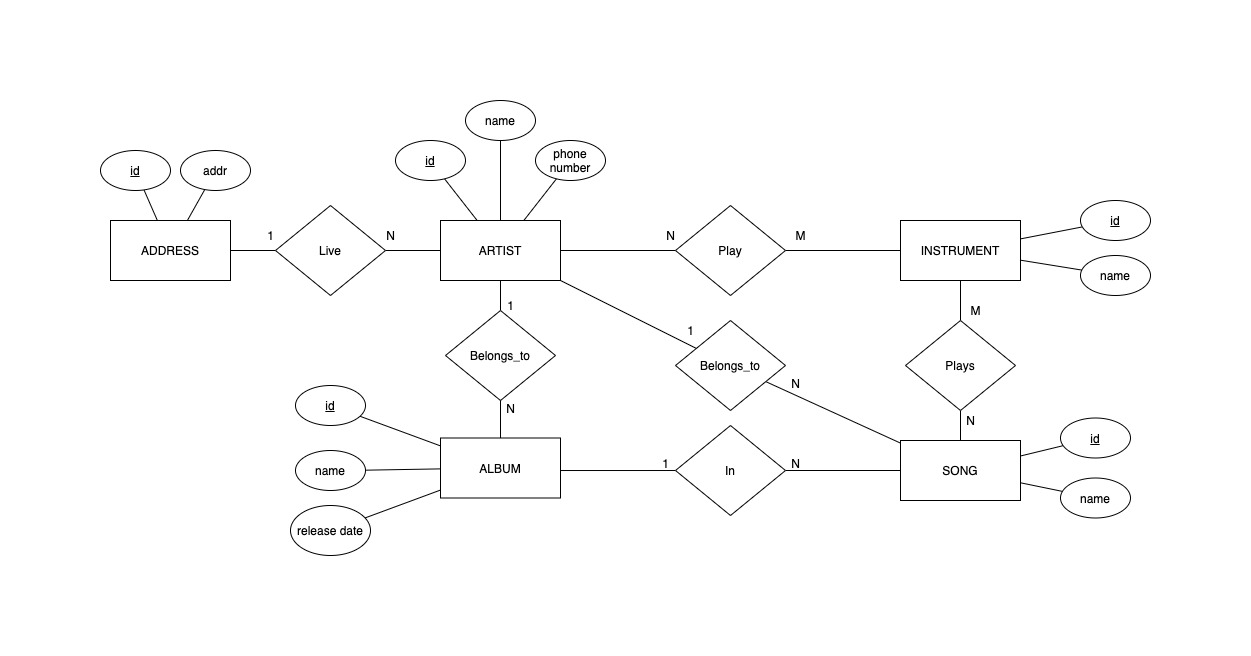 name
id
phone
number
id
addr
ADDRESS
1
Live
N
ARTIST
N
Play
M
INSTRUMENT
id
name
1
Belongs_to
N
1
Belongs_to
N
M
Plays
N
id
name
release date
ALBUM
1
In
N
SONG
id
name